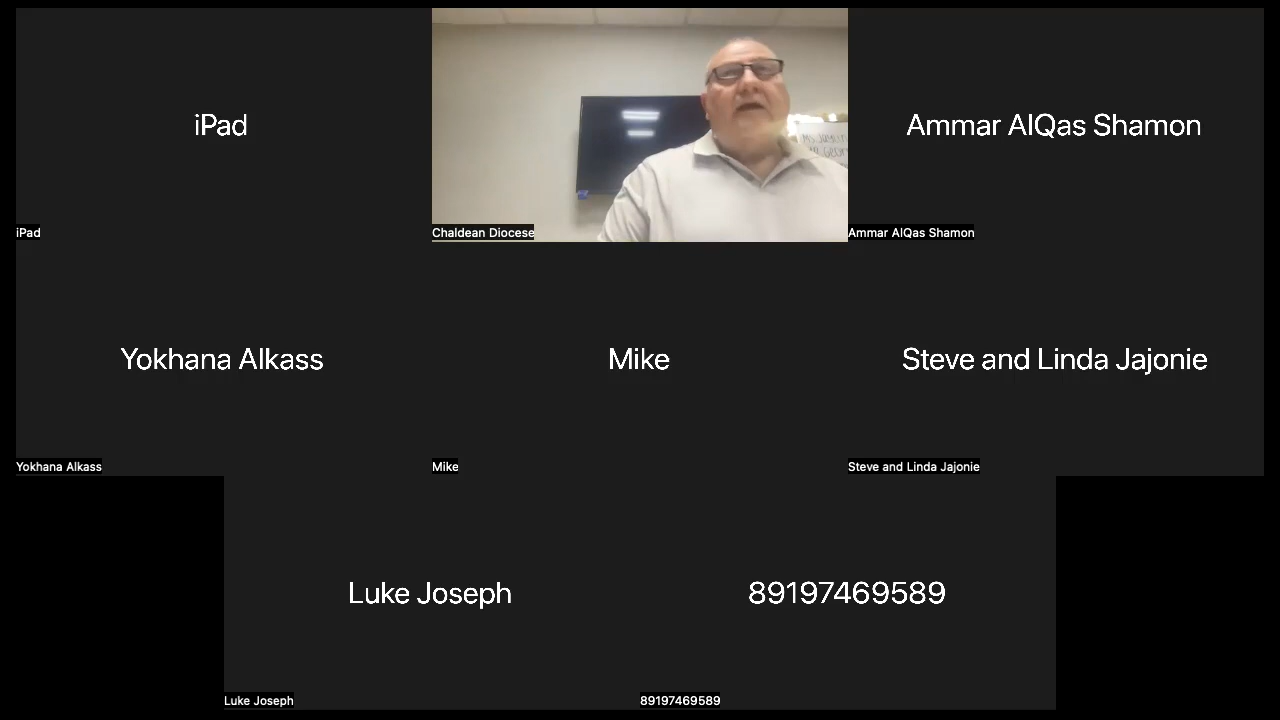 iPad
Ammar AlQas Shamon
iPad
Chaldean Diocese
Ammar AlQas Shamon
Yokhana Alkass
Mike
Steve and Linda Jajonie
Yokhana Alkass
Mike
Steve and Linda Jajonie
Luke Joseph
89197469589
Luke Joseph
89197469589